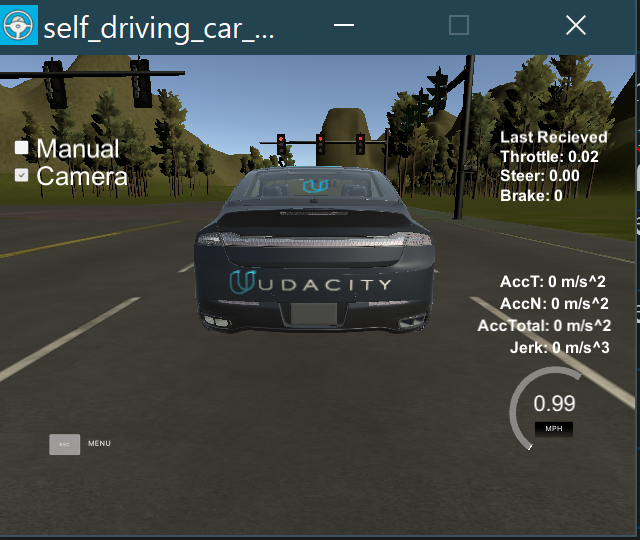 self_driving_car_...
Manual
Camera
Last Recieved
Throttle: 0.02
Steer: 0.00
Brake: 0
UDACITY
AccT: 0 m/s^2
AccN: 0 m/s^2
AccTotal: 0 m/s^2
Jerk: 0 m/s^3
0.99
MPH
ESC MENU